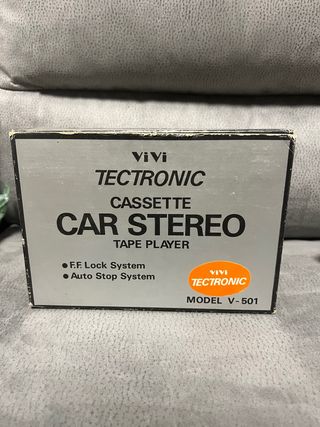 ViVi
TECTRONIC
CASSETTE
CAR STEREO
TAPE PLAYER
● F.F. Lock System
● Auto Stop System
ViVi
TECTRONIC
MODEL V-501